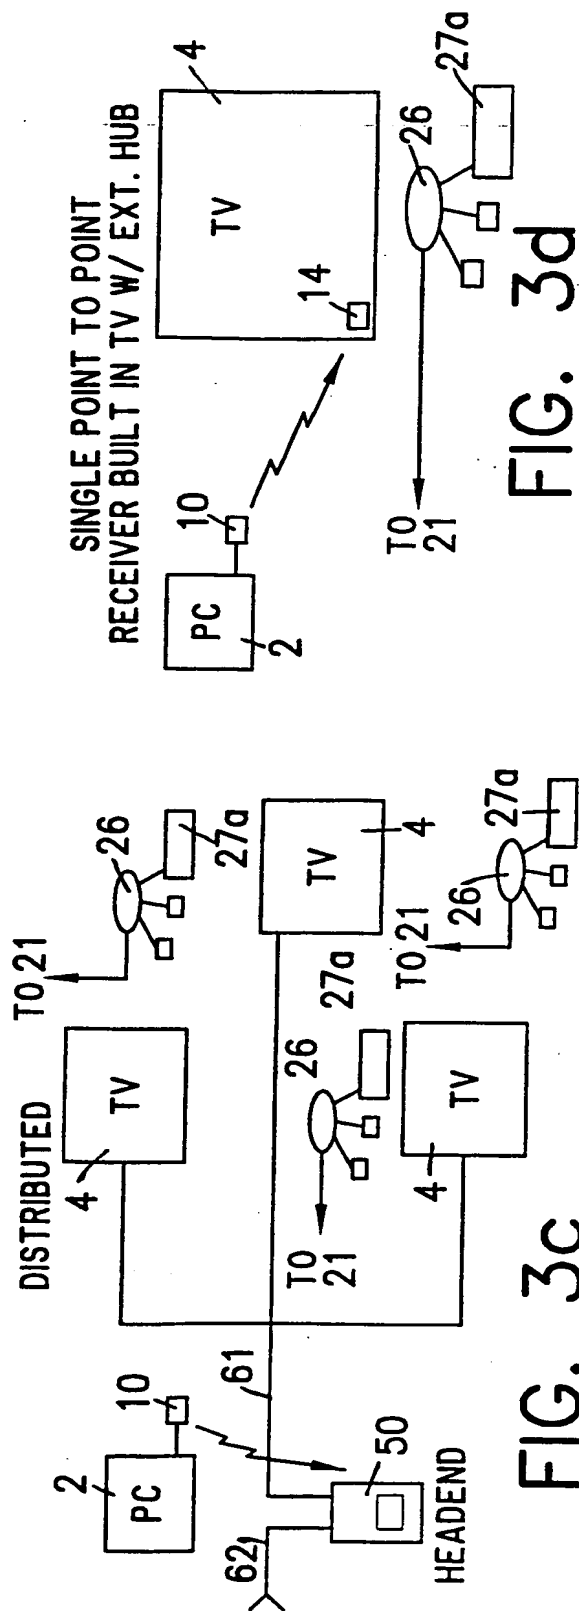 DISTRIBUTED
2
PC
10
62
61
50
HEADEND
4
TV
TO 21
26
27a
TV
4
TO
21
26
27a
4
TV
TO 21
26
27a
FIG. 3c
SINGLE POINT TO POINT
RECEIVER BUILT IN TV W/ EXT. HUB
PC
2
10
TV
4
14
TO
21
26
27a
FIG. 3d